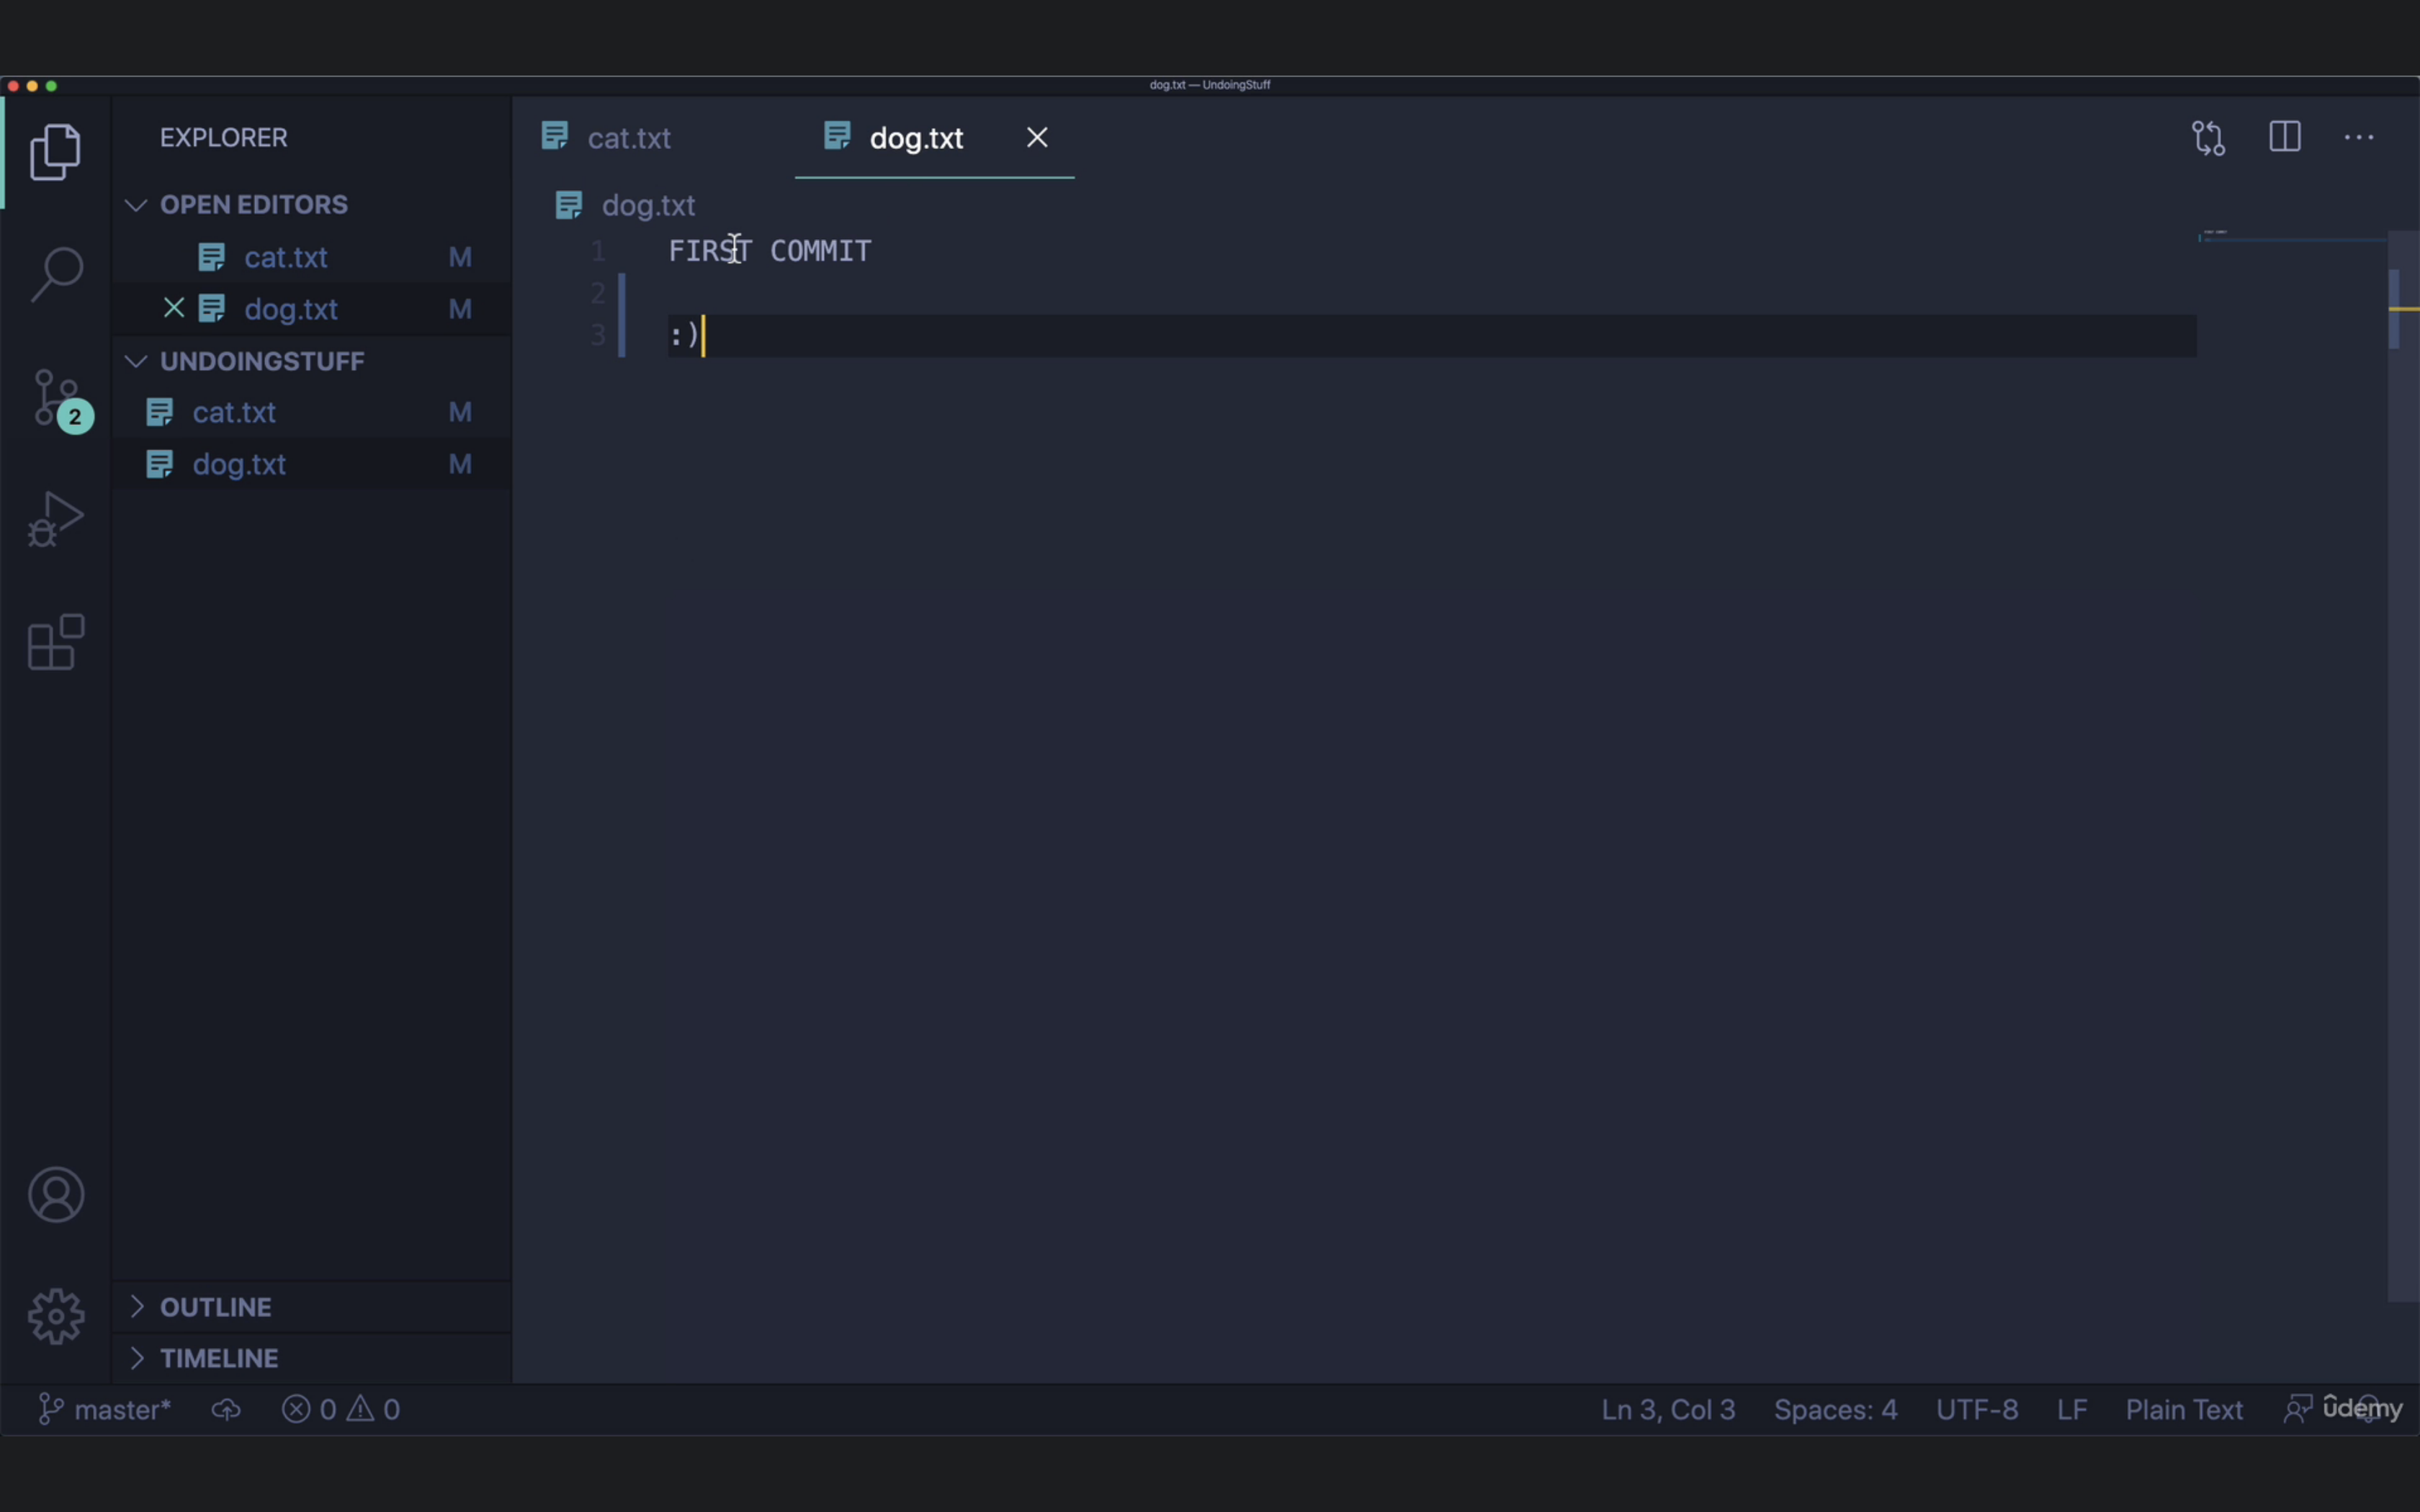 dog.txt — UndoingStuff
EXPLORER
OPEN EDITORS
cat.txt M
dog.txt M
UNDOINGSTUFF
cat.txt M
dog.txt M
OUTLINE
TIMELINE
cat.txt dog.txt
dog.txt
1 FIRST COMMIT
2
3 :)
2
master* 0 0 Ln 3, Col 3 Spaces: 4 UTF-8 LF Plain Text
ûdemy